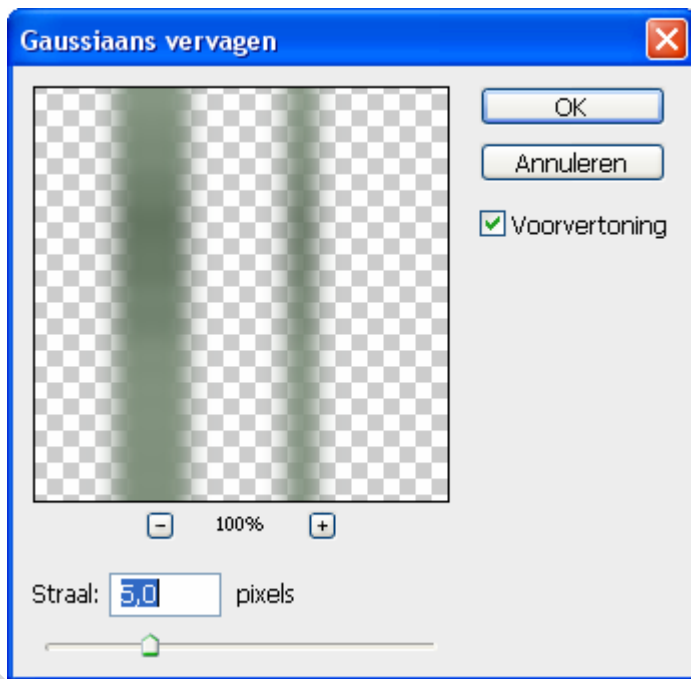 Gaussiaans vervagen
OK
Annuleren
Voorvertoning
- 100% +
Straal: 5,0 pixels